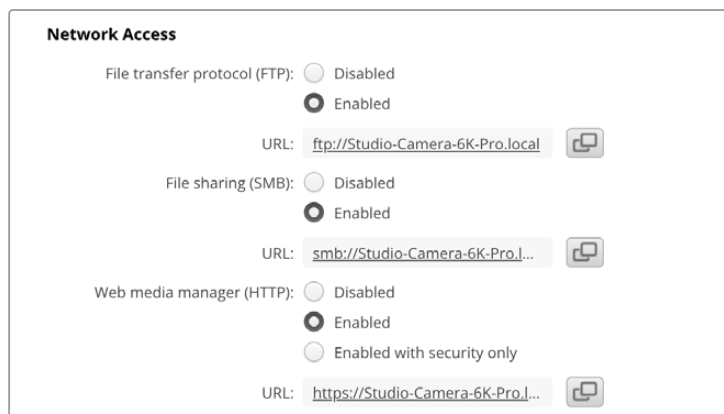 Network Access
File transfer protocol (FTP): Disabled
Enabled
URL: ftp://Studio-Camera-6K-Pro.local
File sharing (SMB): Disabled
Enabled
URL: smb://Studio-Camera-6K-Pro.l...
Web media manager (HTTP): Disabled
Enabled
Enabled with security only
URL: https://Studio-Camera-6K-Pro.l...